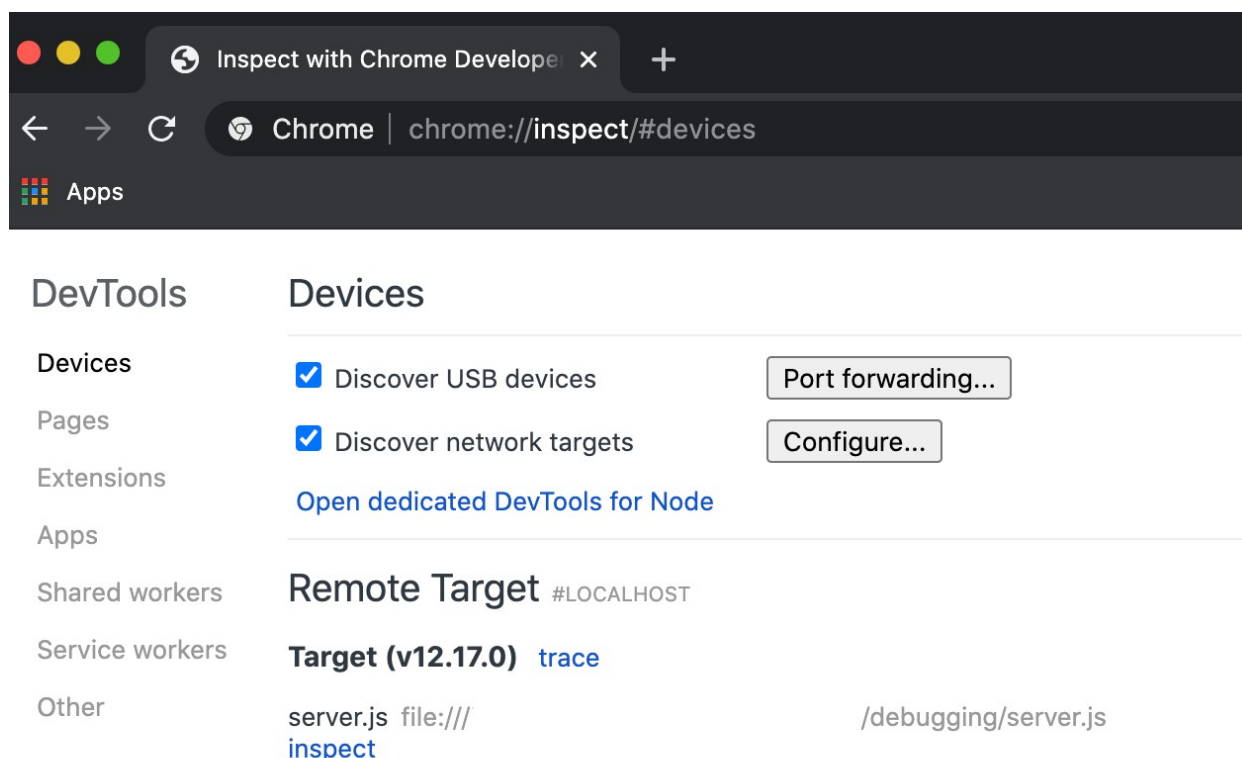 Inspect with Chrome Develope
Chrome | chrome://inspect/#devices
Apps
DevTools
Devices
Pages
Extensions
Apps
Shared workers
Service workers
Other
Devices
Discover USB devices Port forwarding...
Discover network targets Configure...
Open dedicated DevTools for Node
Remote Target #LOCALHOST
Target (v12.17.0) trace
server.js file:/// /debugging/server.js
inspect